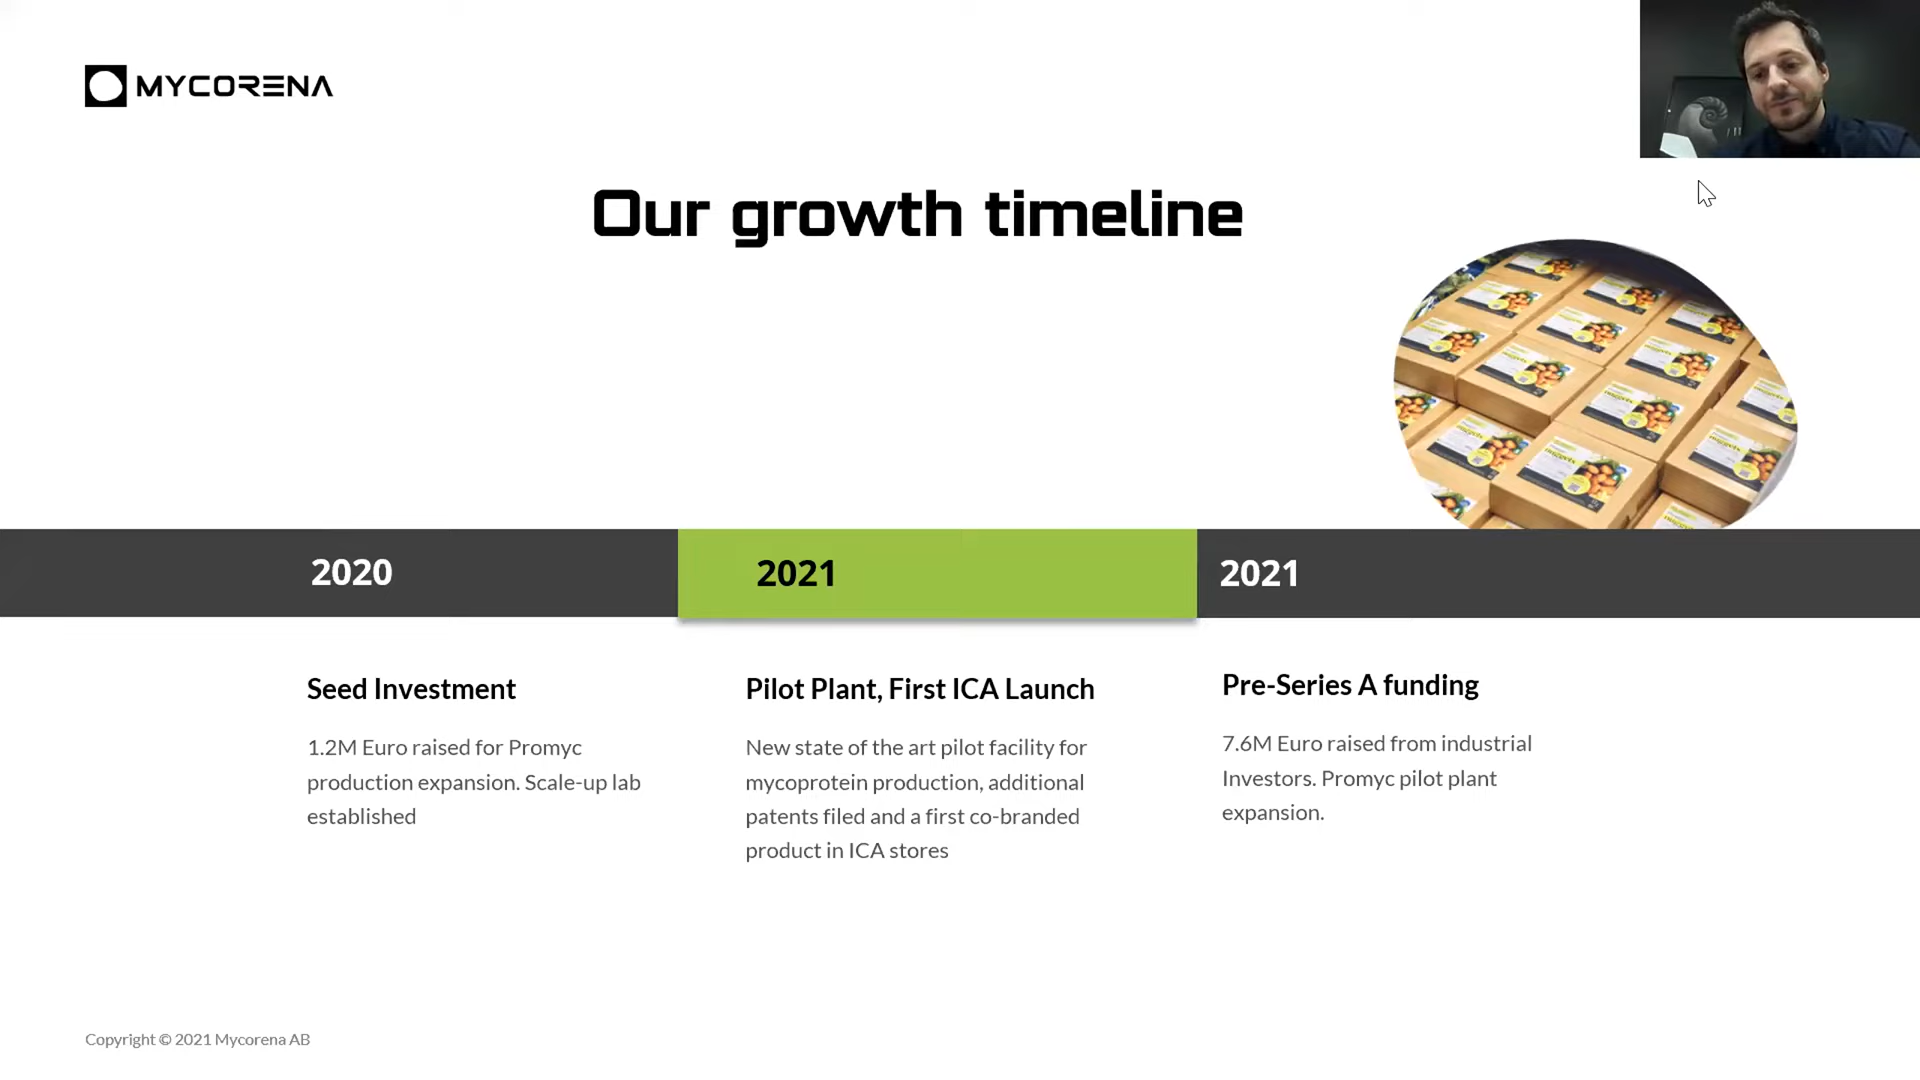 MYCORENA
Our growth timeline
nuggets
nuggets
2020
2021
2021
Seed Investment
1.2M Euro raised for Promyc
production expansion. Scale-up lab
established
Pilot Plant, First ICA Launch
New state of the art pilot facility for
mycoprotein production, additional
patents filed and a first co-branded
product in ICA stores
Pre-Series A funding
7.6M Euro raised from industrial
Investors. Promyc pilot plant
expansion.
Copyright © 2021 Mycorena AB